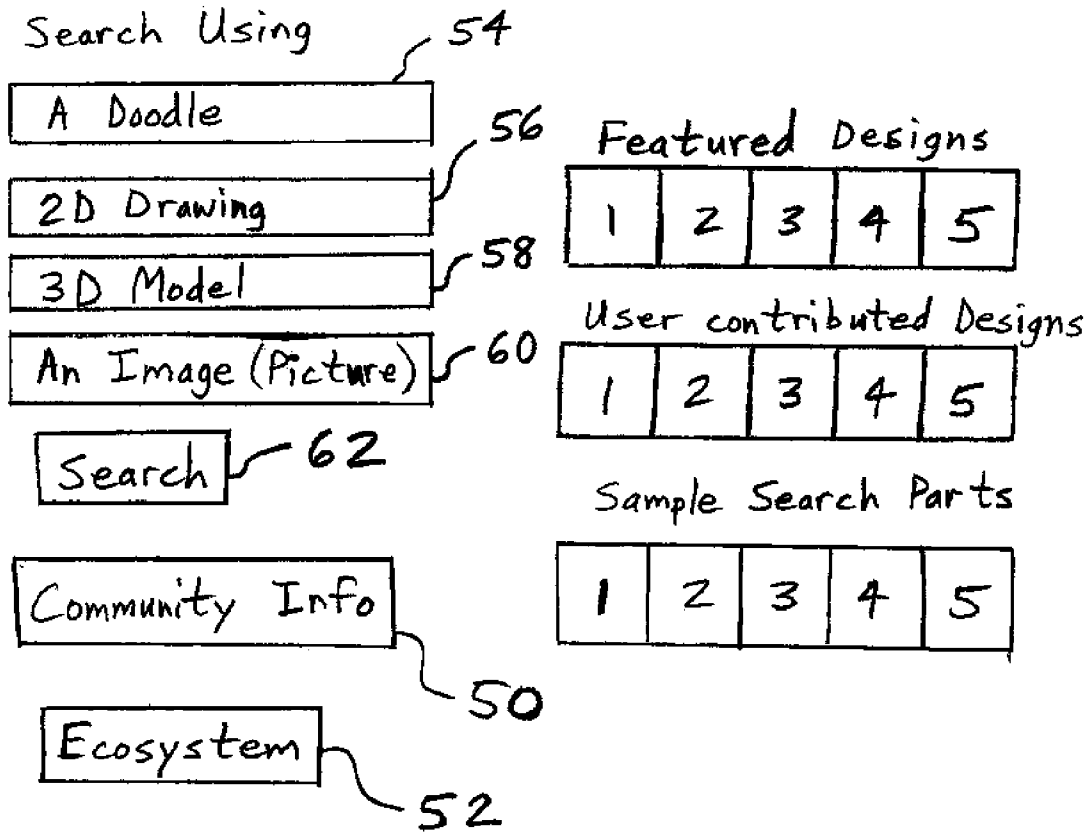 Search Using
54
A Doodle
56
2D Drawing
58
3D Model
60
An Image (Picture)
62
Search
Community Info
50
Ecosystem
52
Featured Designs
1 2 3 4 5
User contributed Designs
1 2 3 4 5
Sample Search Parts
1 2 3 4 5